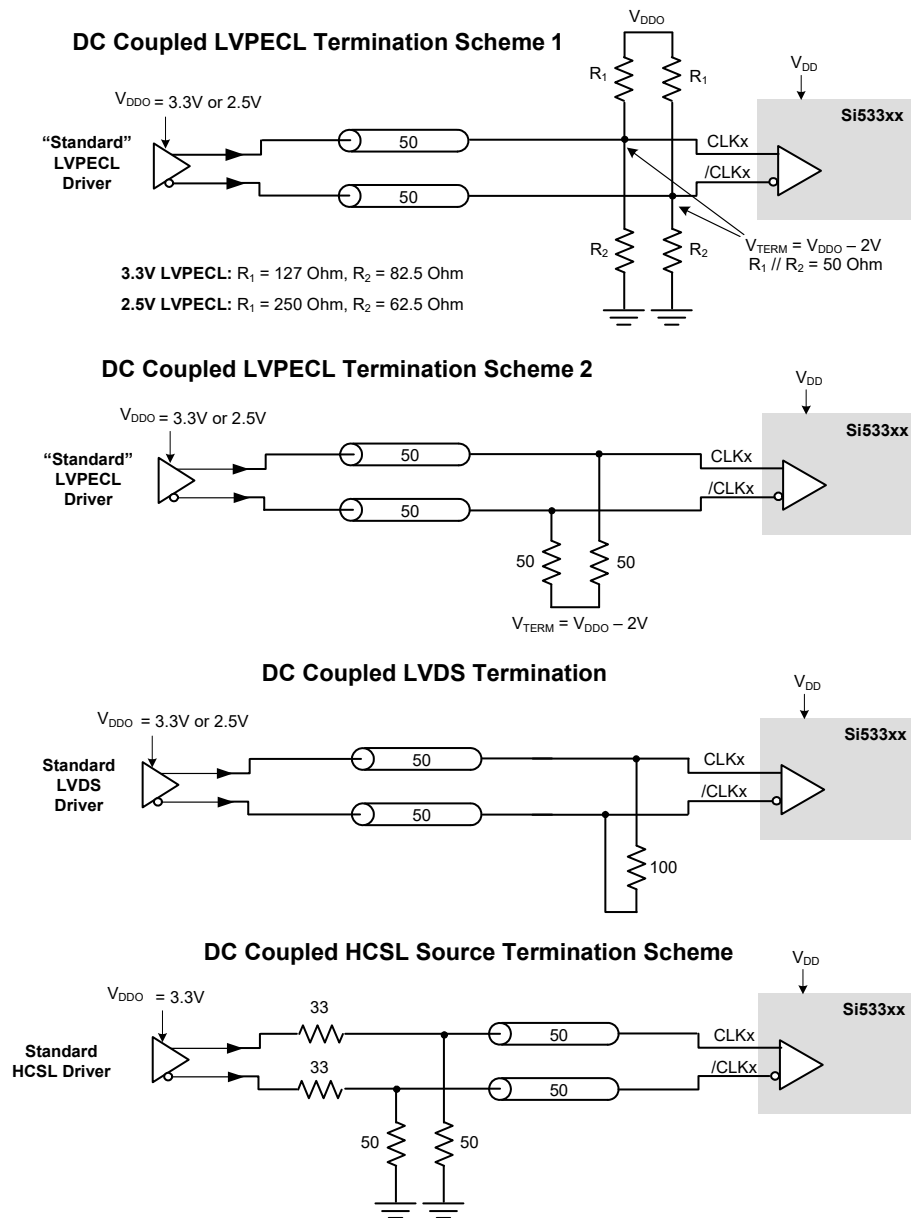 DC Coupled LVPECL Termination Scheme 1
VDDO
R1
R1
VDD
Si533xx
VDDO = 3.3V or 2.5V
“Standard”
LVPECL
Driver
50
50
CLKx
/CLKx
R2
R2
VTERM = VDDO – 2V
R1 // R2 = 50 Ohm
3.3V LVPECL: R1 = 127 Ohm, R2 = 82.5 Ohm
2.5V LVPECL: R1 = 250 Ohm, R2 = 62.5 Ohm
DC Coupled LVPECL Termination Scheme 2
VDD
Si533xx
VDDO = 3.3V or 2.5V
“Standard”
LVPECL
Driver
50
50
CLKx
/CLKx
50
50
VTERM = VDDO – 2V
DC Coupled LVDS Termination
VDD
Si533xx
VDDO = 3.3V or 2.5V
Standard
LVDS
Driver
50
50
CLKx
/CLKx
100
DC Coupled HCSL Source Termination Scheme
VDD
Si533xx
VDDO = 3.3V
Standard
HCSL Driver
33
33
50
50
CLKx
/CLKx
50
50